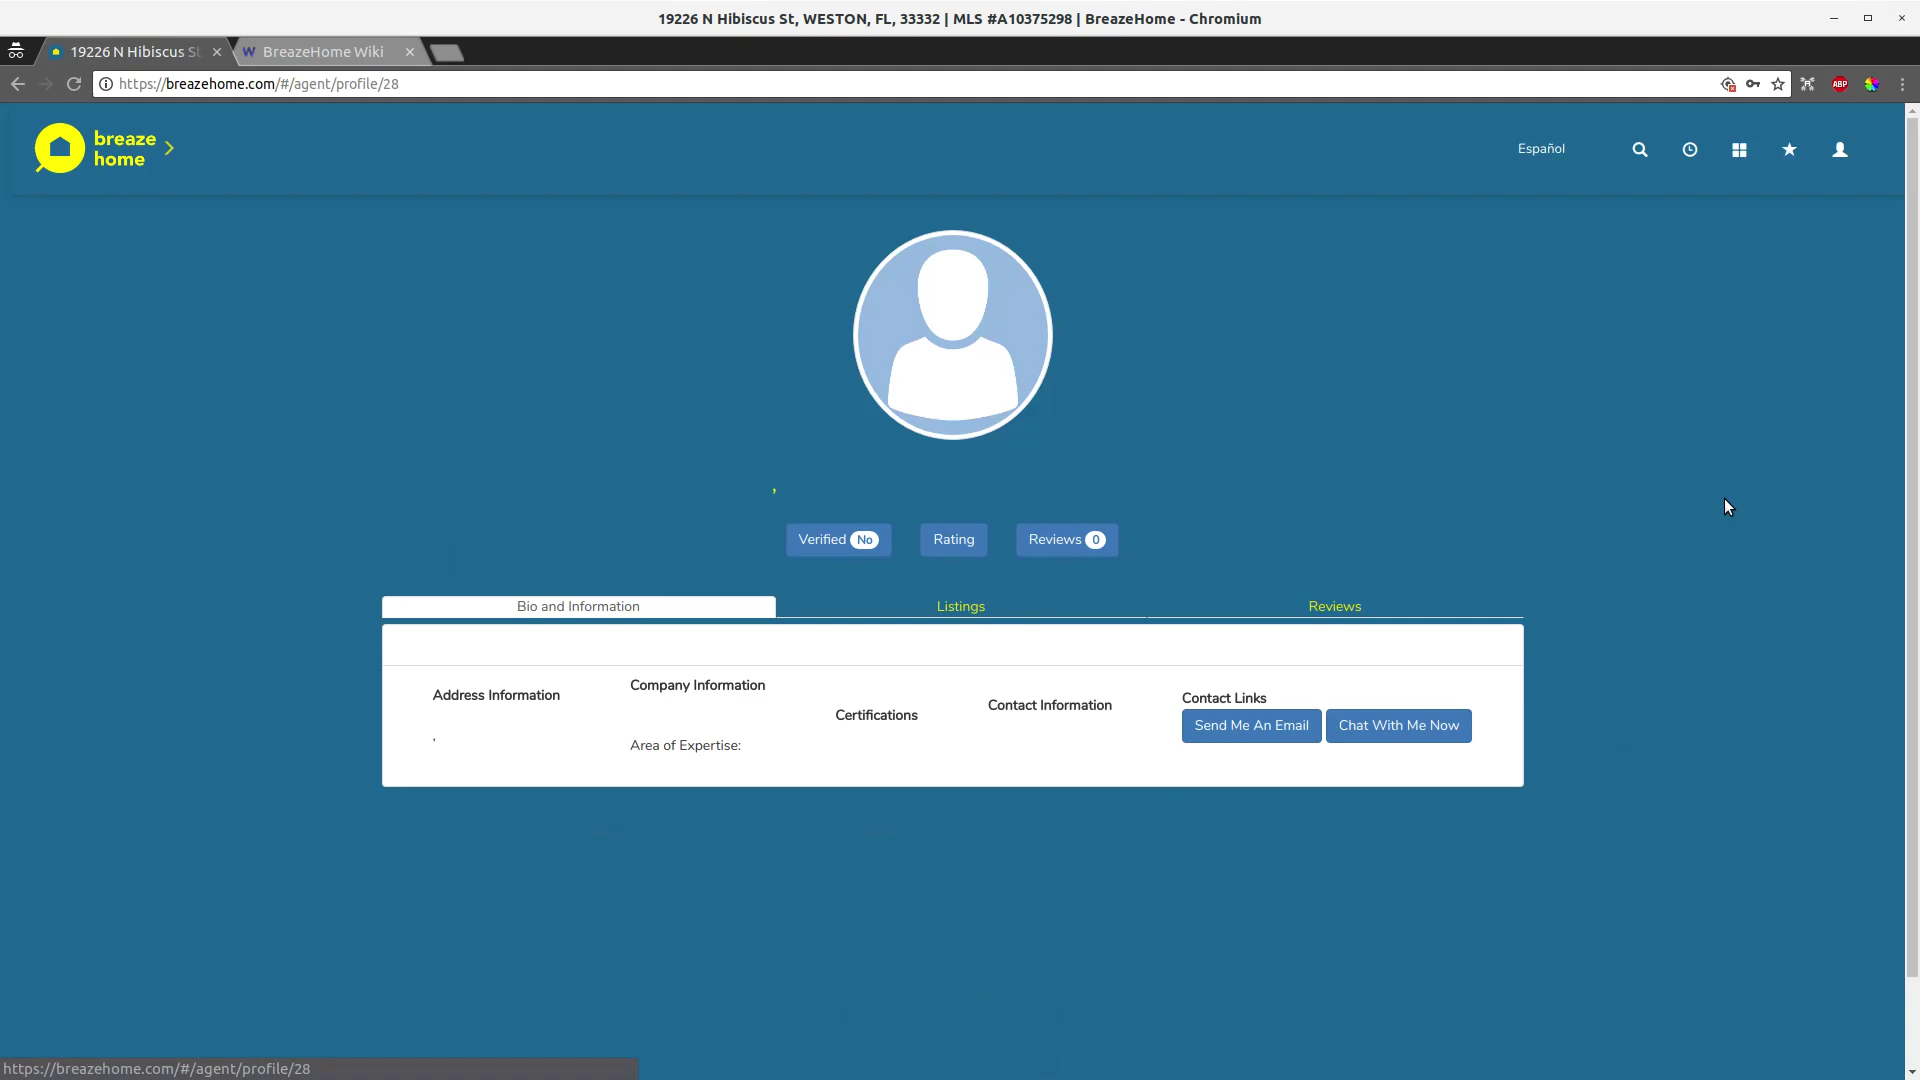 19226 N Hibiscus St, WESTON, FL, 33332 | MLS #A10375298 | BreazeHome - Chromium
19226 N Hibiscus St
W BreazeHome Wiki
https://breazehome.com/#/agent/profile/28
ABP
breaze
home
Español
,
Verified No
Rating
Reviews 0
Bio and Information
Listings
Reviews
Address Information
,
Company Information
Area of Expertise:
Certifications
Contact Information
Contact Links
Send Me An Email
Chat With Me Now
https://breazehome.com/#/agent/profile/28